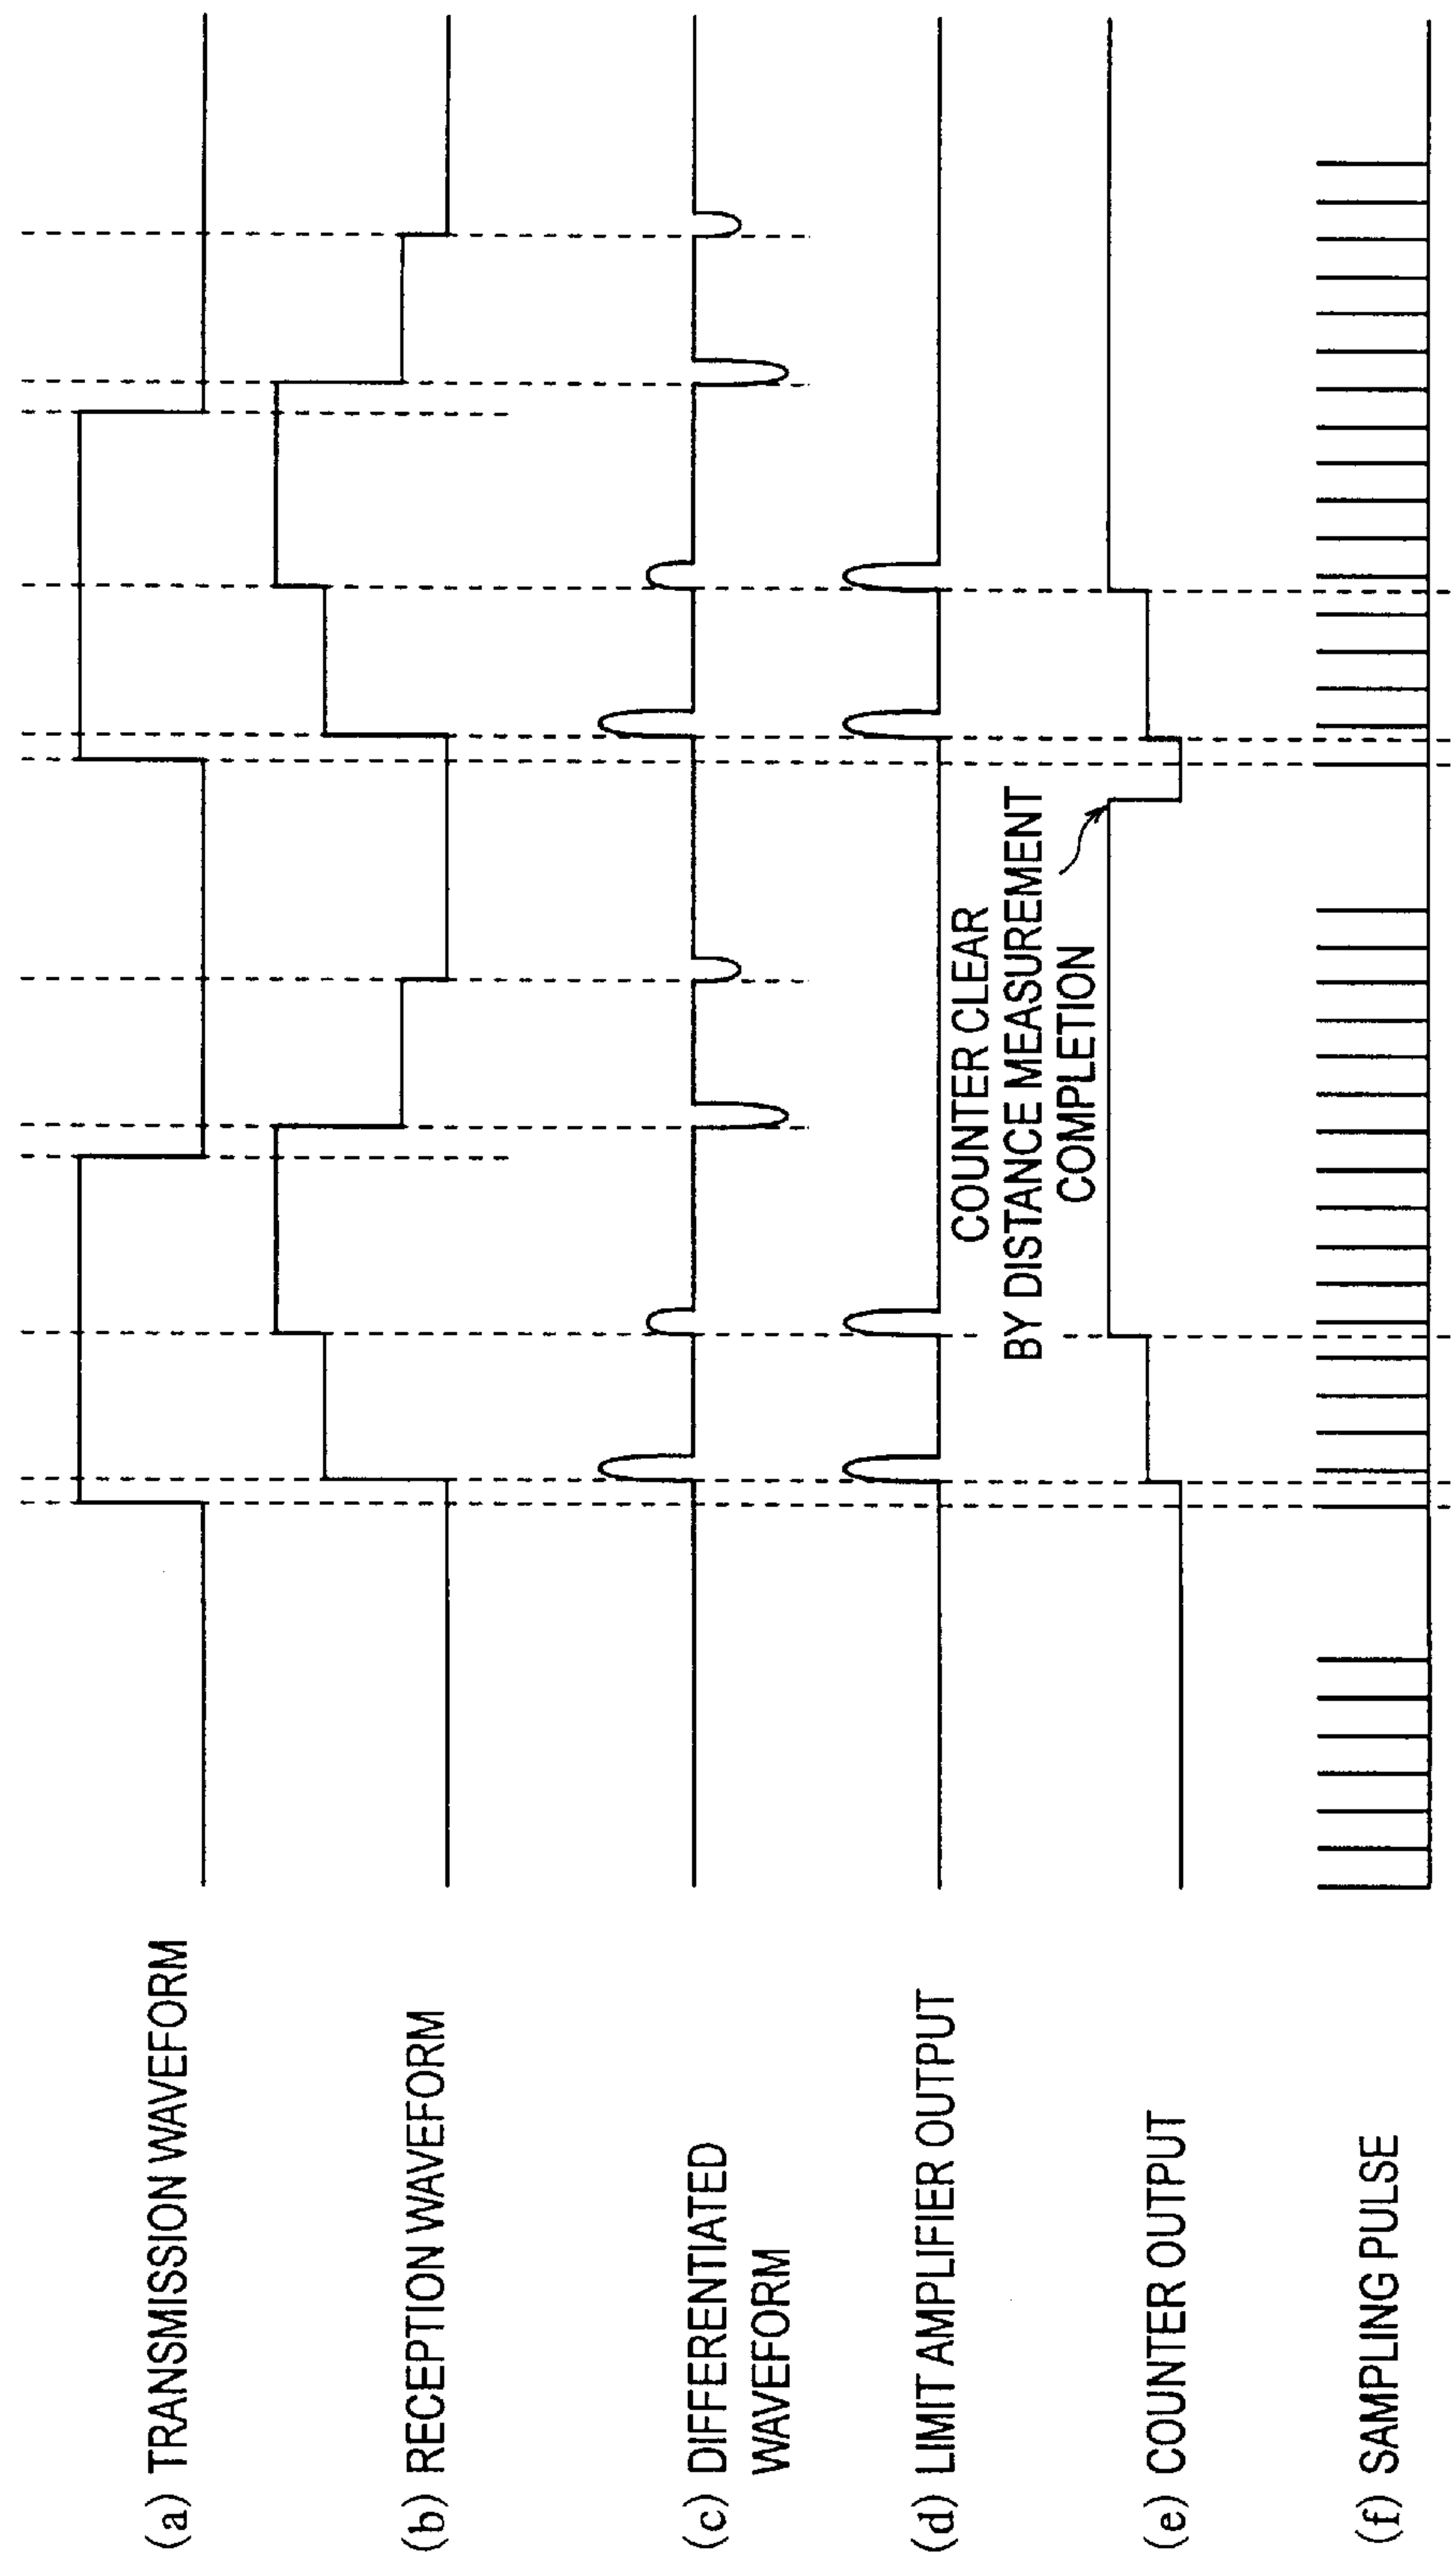 (a) TRANSMISSION WAVEFORM
(b) RECEPTION WAVEFORM
(c) DIFFERENTIATED
WAVEFORM
(d) LIMIT AMPLIFIER OUTPUT
COUNTER CLEAR
BY DISTANCE MEASUREMENT
COMPLETION
(e) COUNTER OUTPUT
(f) SAMPLING PULSE